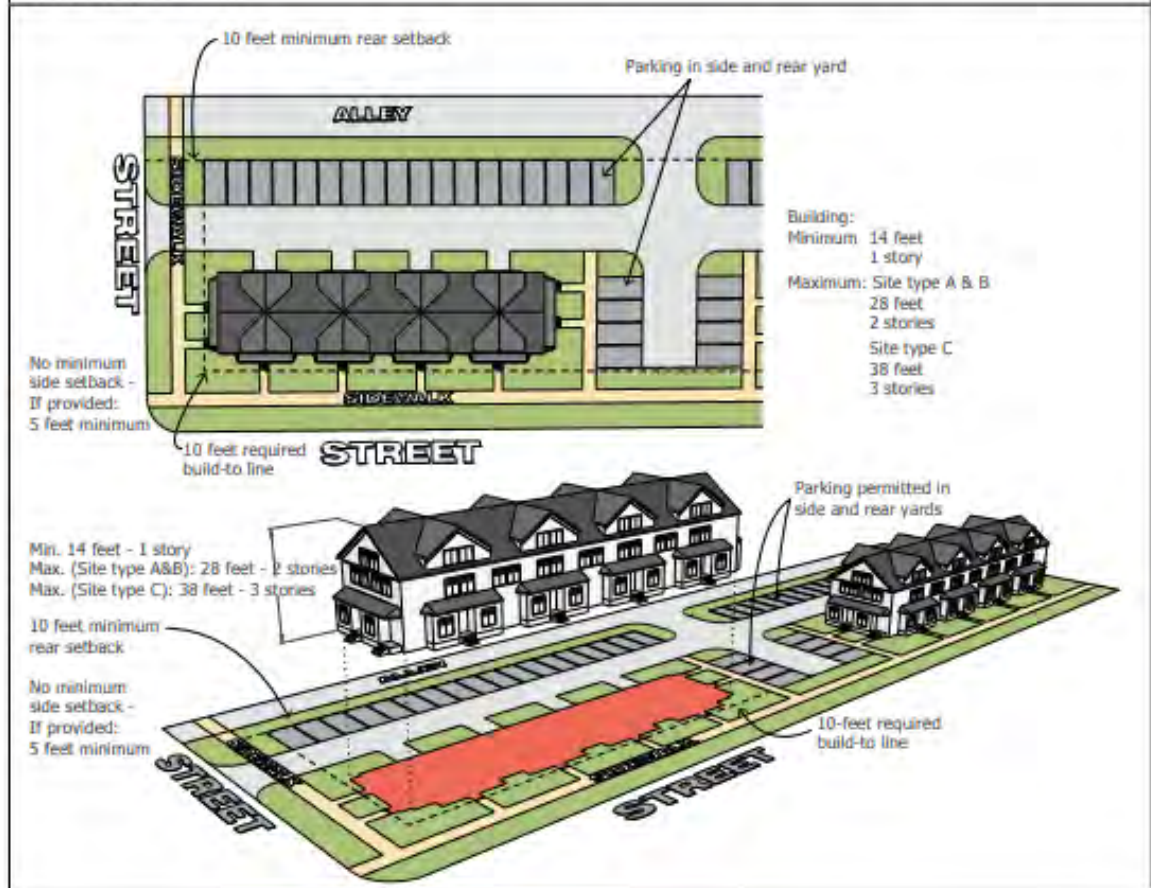 10 feet minimum rear setback
Parking in side and rear yard
ALLEY
STREET
SIDEWALK
Building:
Minimum 14 feet
1 story
Maximum: Site type A & B
28 feet
2 stories
Site type C
38 feet
3 stories
No minimum
side setback -
If provided:
5 feet minimum
SIDEWALK
10 feet required
build-to line
STREET
Parking permitted in
side and rear yards
Min. 14 feet - 1 story
Max. (Site type A&B): 28 feet - 2 stories
Max. (Site type C): 38 feet - 3 stories
10 feet minimum
rear setback
ALLEY
No minimum
side setback -
If provided:
5 feet minimum
SIDEWALK
STREET
SIDEWALK
STREET
10-feet required
build-to line